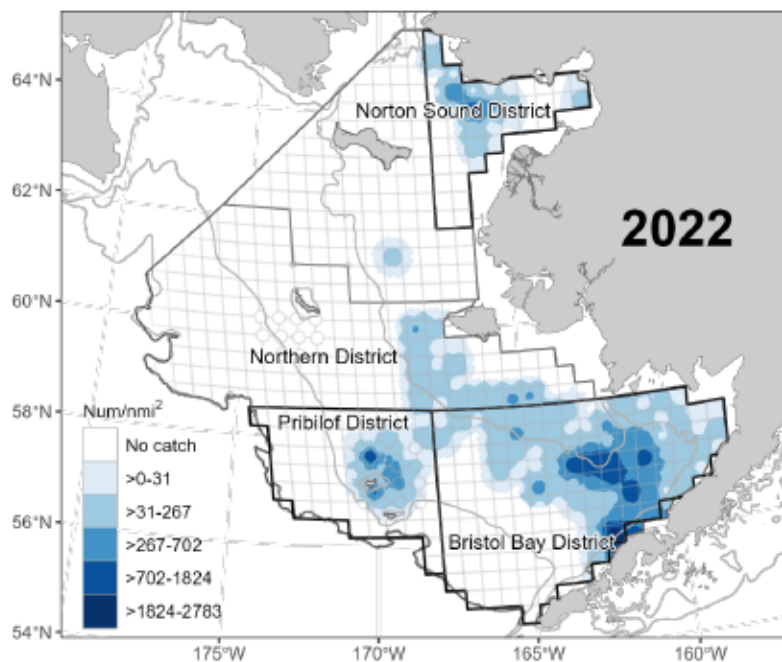 64°N
Norton Sound District
62°N
2022
60°N
Northern District
58°N
Num/nmi²
Pribilof District
No catch
>0-31
>31-267
56°N
>267-702
Bristol Bay District
>702-1824
>1824-2783
54°N
175°W
170°W
165°W
160°W